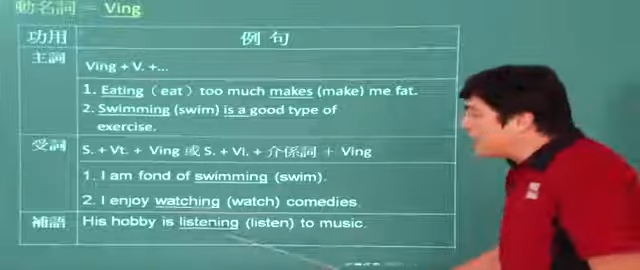 動名詞 = Ving
功用 例句
主詞 Ving + V. +...
1. Eating (eat) too much makes (make) me fat.
2. Swimming (swim) is a good type of
exercise.
受詞 S. + Vt. + Ving 或 S. + Vi. + 介係詞 + Ving
1. I am fond of swimming (swim).
2. I enjoy watching (watch) comedies.
補語 His hobby is listening (listen) to music.